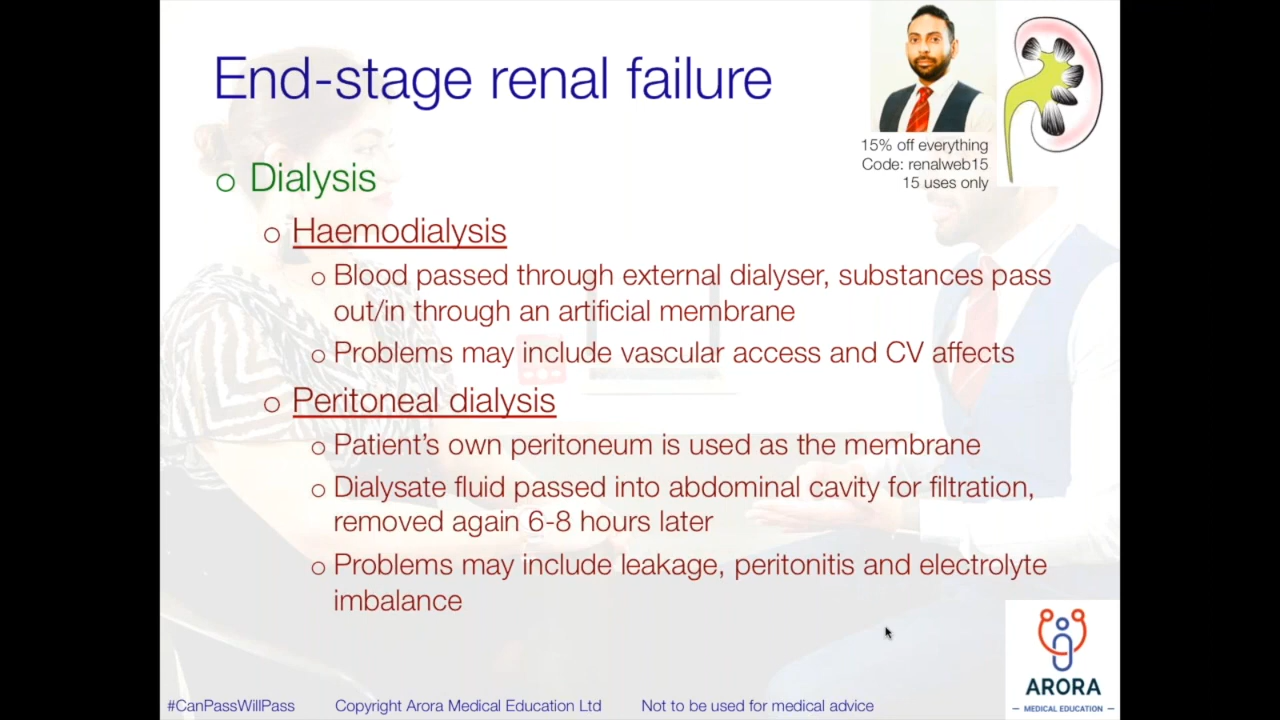 End-stage renal failure
15% off everything
Code: renalweb15
15 uses only
Dialysis
Haemodialysis
Blood passed through external dialyser, substances pass
out/in through an artificial membrane
Problems may include vascular access and CV affects
Peritoneal dialysis
Patient's own peritoneum is used as the membrane
Dialysate fluid passed into abdominal cavity for filtration,
removed again 6-8 hours later
Problems may include leakage, peritonitis and electrolyte
imbalance
ARORA
MEDICAL EDUCATION
#CanPassWillPass Copyright Arora Medical Education Ltd Not to be used for medical advice